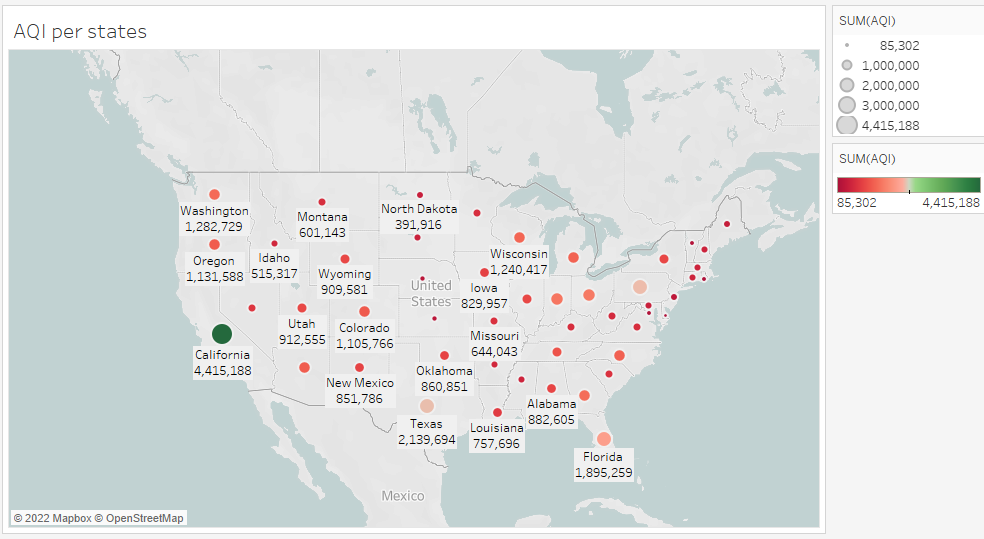 AQI per states
SUM(AQI)
85,302
1,000,000
2,000,000
3,000,000
4,415,188
SUM(AQI)
85,302
4,415,188
Washington
1,282,729
Montana
601,143
North Dakota
391,916
Oregon
1,131,588
Idaho
515,317
Wyoming
909,581
Wisconsin
1,240,417
United
States
Iowa
829,957
Utah
912,555
Colorado
1,105,766
Missouri
644,043
California
4,415,188
New Mexico
851,786
Oklahoma
860,851
Alabama
882,605
Texas
2,139,694
Louisiana
757,696
Florida
1,895,259
Mexico
© 2022 Mapbox © OpenStreetMap